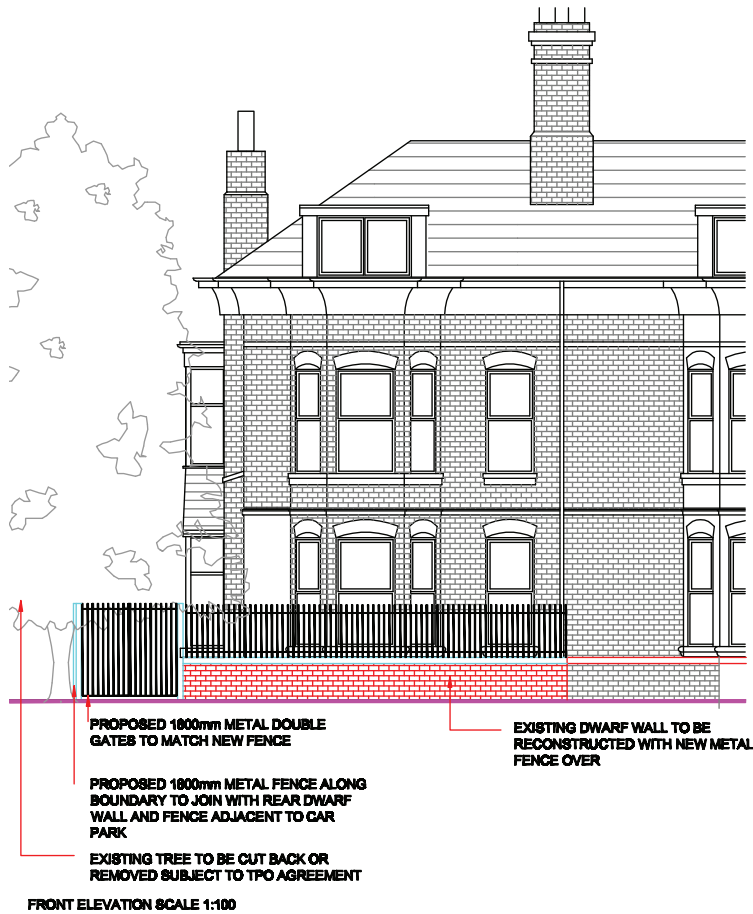 PROPOSED 1800mm METAL DOUBLE
GATES TO MATCH NEW FENCE
EXISTING DWARF WALL TO BE
RECONSTRUCTED WITH NEW METAL
FENCE OVER
PROPOSED 1800mm METAL FENCE ALONG
BOUNDARY TO JOIN WITH REAR DWARF
WALL AND FENCE ADJACENT TO CAR
PARK
EXISTING TREE TO BE CUT BACK OR
REMOVED SUBJECT TO TPO AGREEMENT
FRONT ELEVATION SCALE 1:100